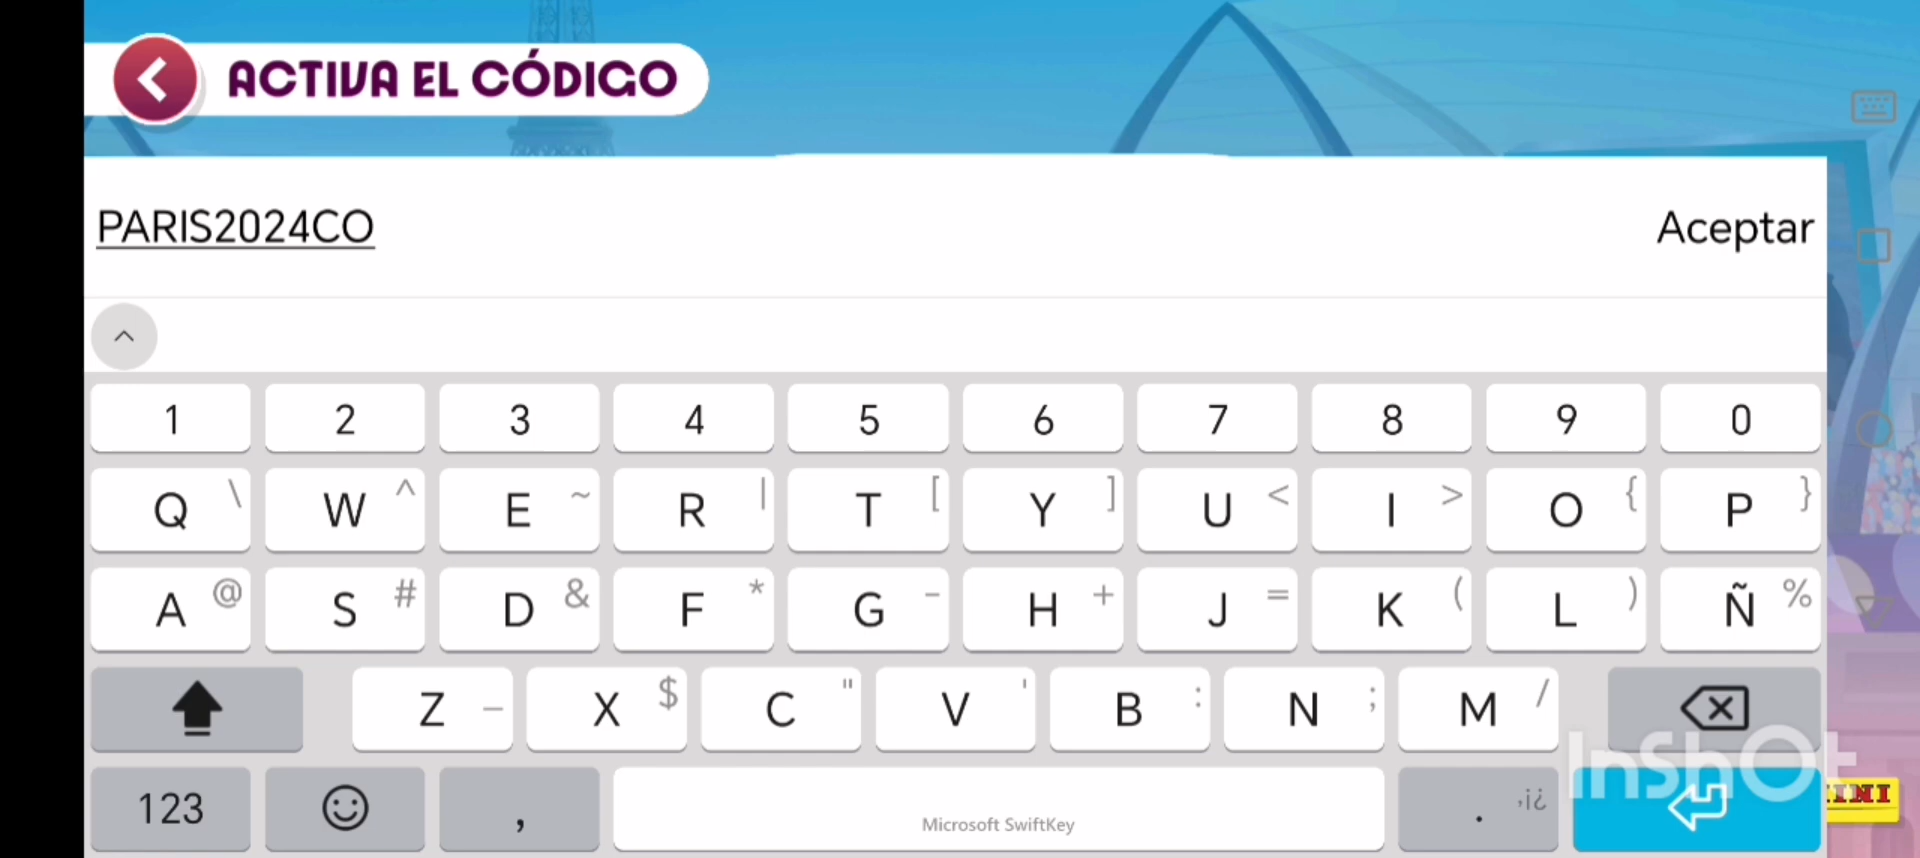 ACTIVA EL CÓDIGO
PARIS2024CO
Aceptar
1 2 3 4 5 6 7 8 9 0
Q \ W ^ E ~ R | T [ Y ] U < I > O { P }
A @ S # D & F * G - H + J = K ( L ) Ñ %
Z _ X $ C " V ' B : N ; M /
InShOt
123 , Microsoft SwiftKey . ,¡¿
INI